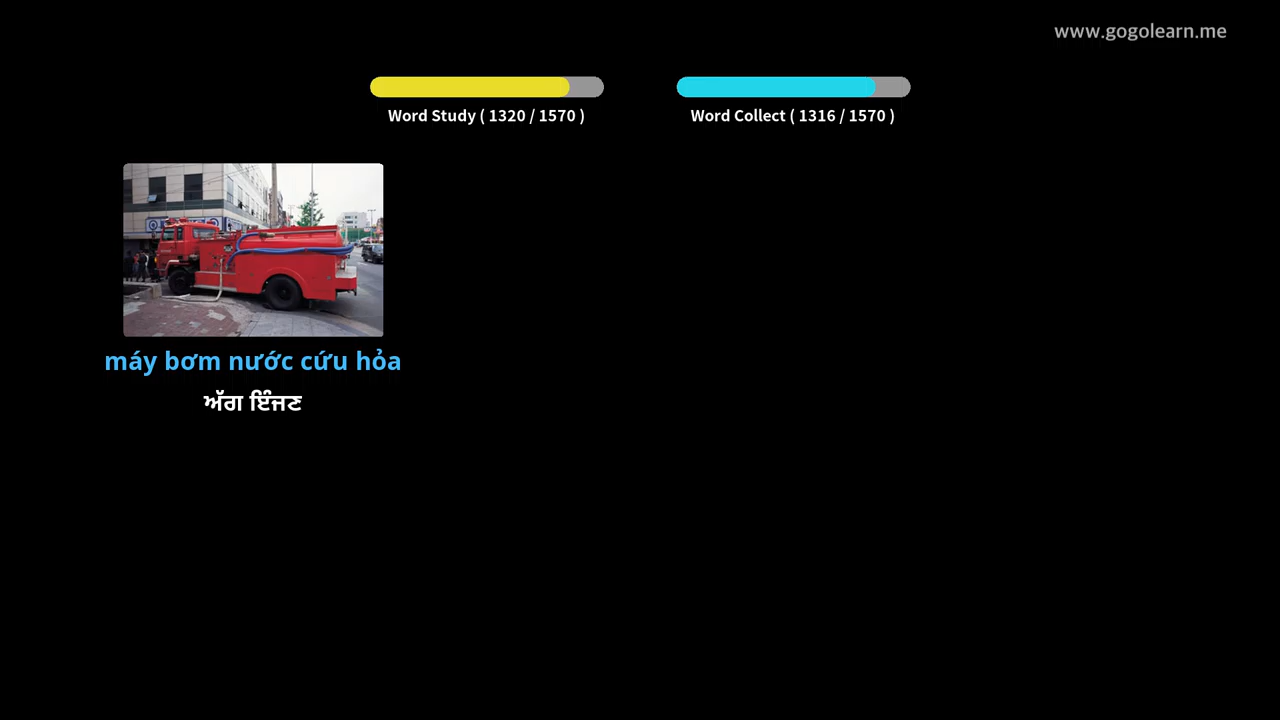 www.gogolearn.me
Word Study ( 1320 / 1570 )
Word Collect ( 1316 / 1570 )
máy bơm nước cứu hỏa
ਅੱਗ ਇੰਜਣ